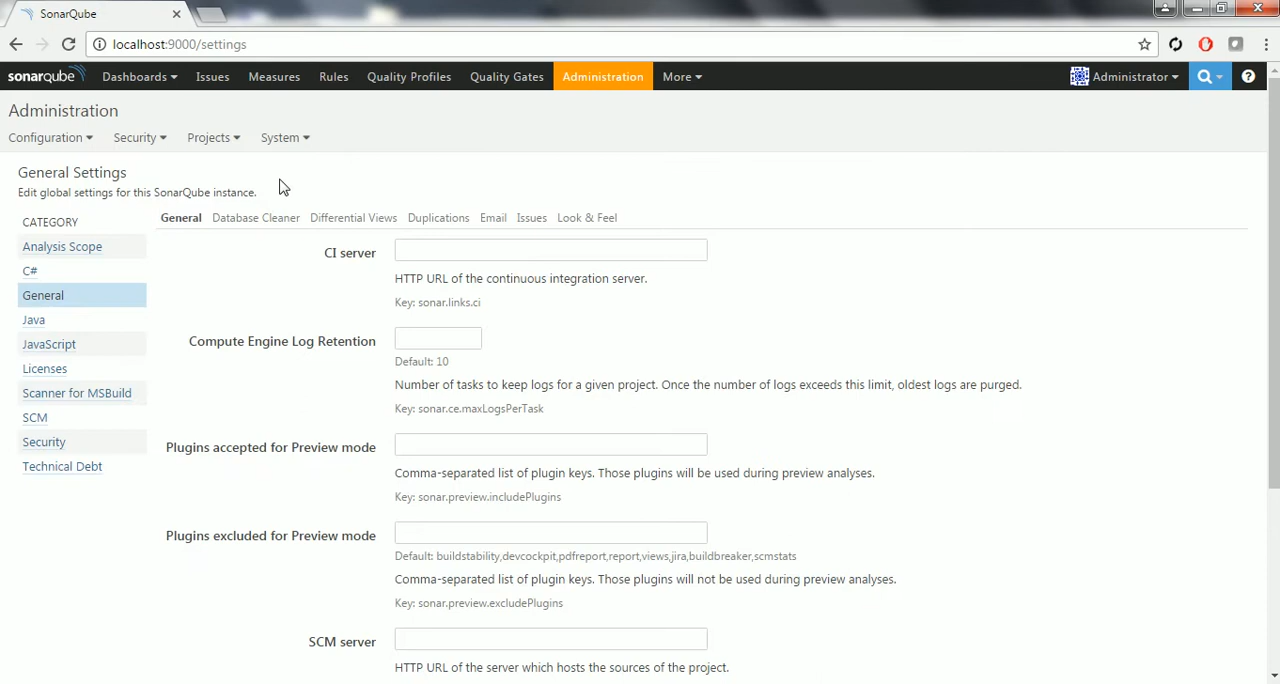 SonarQube
localhost:9000/settings
sonarqube Dashboards Issues Measures Rules Quality Profiles Quality Gates Administration More Administrator ?
Administration
Configuration Security Projects System
General Settings
Edit global settings for this SonarQube instance.
CATEGORY
Analysis Scope
C#
General
Java
JavaScript
Licenses
Scanner for MSBuild
SCM
Security
Technical Debt
General Database Cleaner Differential Views Duplications Email Issues Look & Feel
CI server
HTTP URL of the continuous integration server.
Key: sonar.links.ci
Compute Engine Log Retention
Default: 10
Number of tasks to keep logs for a given project. Once the number of logs exceeds this limit, oldest logs are purged.
Key: sonar.ce.maxLogsPerTask
Plugins accepted for Preview mode
Comma-separated list of plugin keys. Those plugins will be used during preview analyses.
Key: sonar.preview.includePlugins
Plugins excluded for Preview mode
Default: buildstability,devcockpit,pdfreport,report,views,jira,buildbreaker,scmstats
Comma-separated list of plugin keys. Those plugins will not be used during preview analyses.
Key: sonar.preview.excludePlugins
SCM server
HTTP URL of the server which hosts the sources of the project.